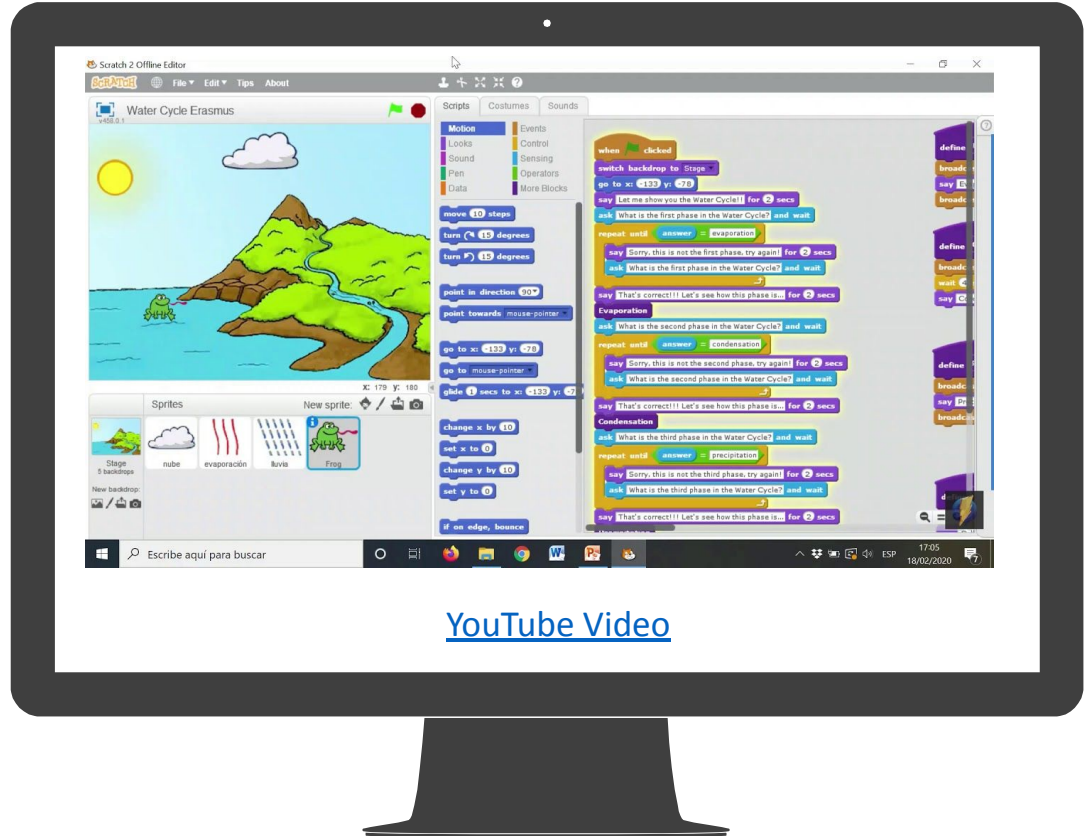 Scratch 2 Offline Editor
SCRATCH File Edit Tips About
Water Cycle Erasmus
v458.0.1
X: 179 Y: 180
Sprites New sprite:
Stage
5 backdrops
New backdrop:
nube
evaporación
lluvia
Frog
Scripts Costumes Sounds
Motion Events
Looks Control
Sound Sensing
Pen Operators
Data More Blocks
move 10 steps
turn 15 degrees
turn 15 degrees
point in direction 90
point towards mouse-pointer
go to x: -133 y: -78
go to mouse-pointer
glide 1 secs to x: -133 y: -7
change x by 10
set x to 0
change y by 10
set y to 0
if on edge, bounce
when clicked
switch backdrop to Stage
go to x: -133 y: -78
say Let me show you the Water Cycle!! for 2 secs
ask What is the first phase in the Water Cycle? and wait
repeat until answer = evaporation
say Sorry, this is not the first phase, try again! for 2 secs
ask What is the first phase in the Water Cycle? and wait
say That's correct!!! Let's see how this phase is... for 2 secs
Evaporation
ask What is the second phase in the Water Cycle? and wait
repeat until answer = condensation
say Sorry, this is not the second phase, try again! for 2 secs
ask What is the second phase in the Water Cycle? and wait
say That's correct!!! Let's see how this phase is... for 2 secs
Condensation
ask What is the third phase in the Water Cycle? and wait
repeat until answer = precipitation
say Sorry, this is not the third phase, try again! for 2 secs
ask What is the third phase in the Water Cycle? and wait
say That's correct!!! Let's see how this phase is... for 2 secs
define
broadc
say
broadc
define
broadc
wait
say
define
broadc
say
broadc
Escribe aquí para buscar
ESP
17:05
18/02/2020
YouTube Video